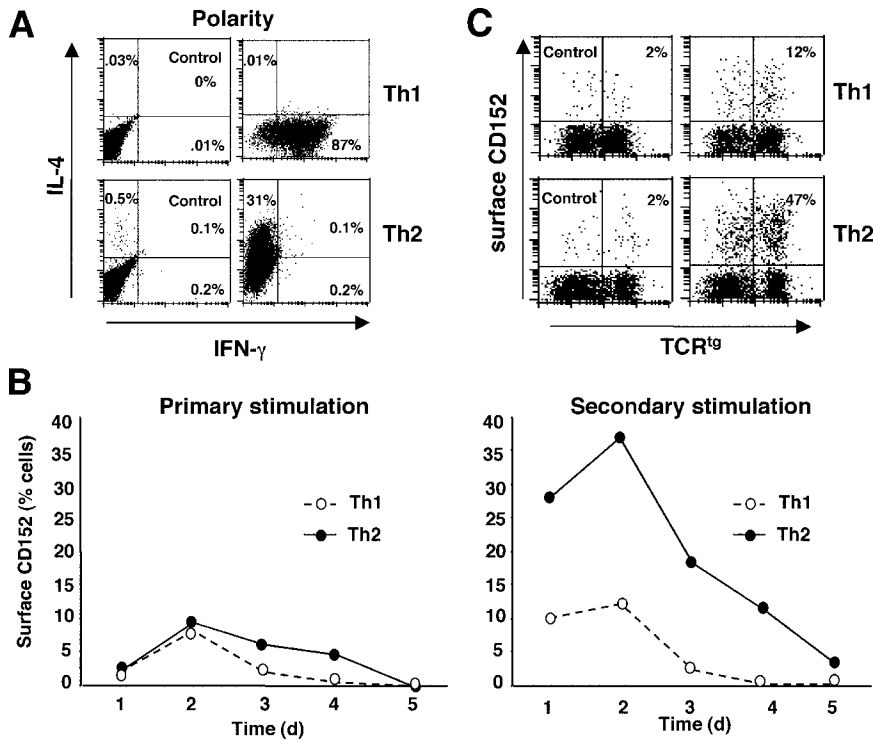 A
Polarity
.03%
Control
0%
.01%
.01%
87%
Th1
0.5%
Control
0.1%
0.2%
31%
0.1%
0.2%
Th2
IL-4
IFN-γ
C
Control
2%
12%
Th1
Control
2%
47%
Th2
surface CD152
TCRtg
B
Primary stimulation
Surface CD152 (% cells)
40
35
30
25
20
15
10
5
0
Th1
Th2
1 2 3 4 5
Time (d)
Secondary stimulation
40
35
30
25
20
15
10
5
0
Th1
Th2
1 2 3 4 5
Time (d)